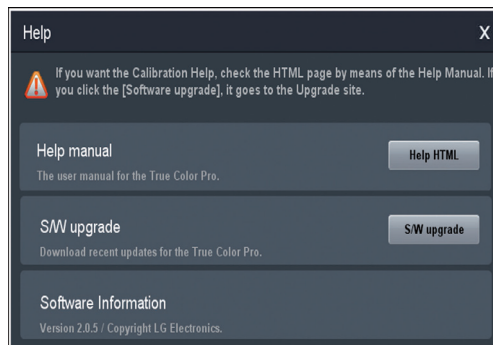 Help X
If you want the Calibration Help, check the HTML page by means of the Help Manual. If
you click the [Software upgrade], it goes to the Upgrade site.
Help manual
Help HTML
The user manual for the True Color Pro.
S/W upgrade
S/W upgrade
Download recent updates for the True Color Pro.
Software Information
Version 2.0.5 / Copyright LG Electronics.